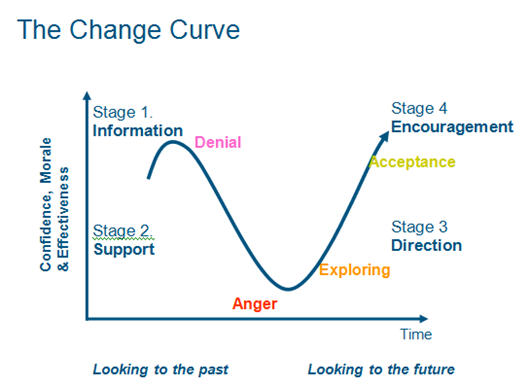 The Change Curve
Stage 1.
Information
Denial
Stage 4
Encouragement
Acceptance
Confidence, Morale
& Effectiveness
Stage 2.
Support
Stage 3
Direction
Exploring
Anger
Time
Looking to the past
Looking to the future